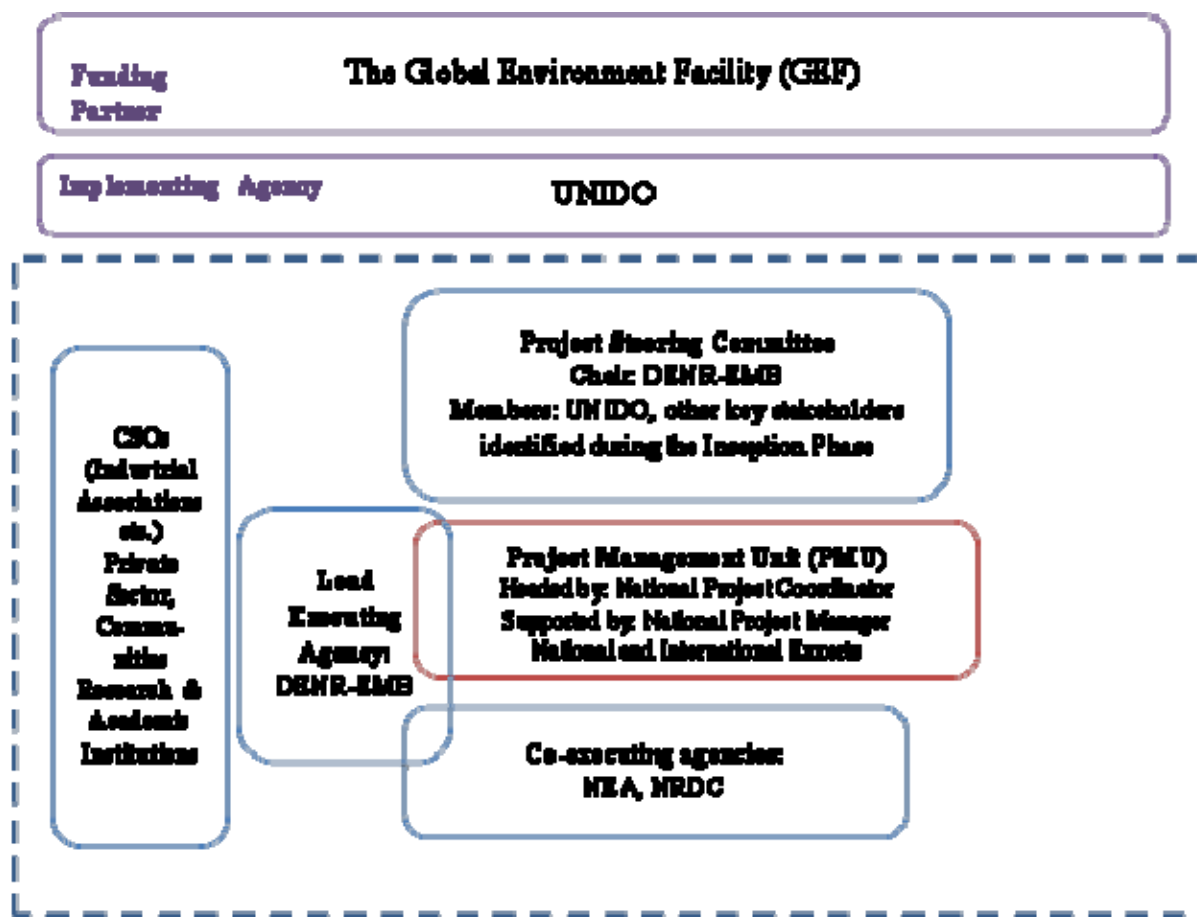 Funding
Partner
The Global Environment Facility (GEF)
Implementing Agency
UNIDO
Project Steering Committee
Chair: DENR-EMB
Members: UNIDO, other key stakeholders
identified during the Inception Phase
CSOs
(Industrial
Associations
etc.)
Private
Sector,
Commu-
nities
Research &
Academic
Institutions
Lead
Executing
Agency:
DENR-EMB
Project Management Unit (PMU)
Headed by: National Project Coordinator
Supported by: National Project Manager
National and International Experts
Co-executing agencies:
NEA, NRDC